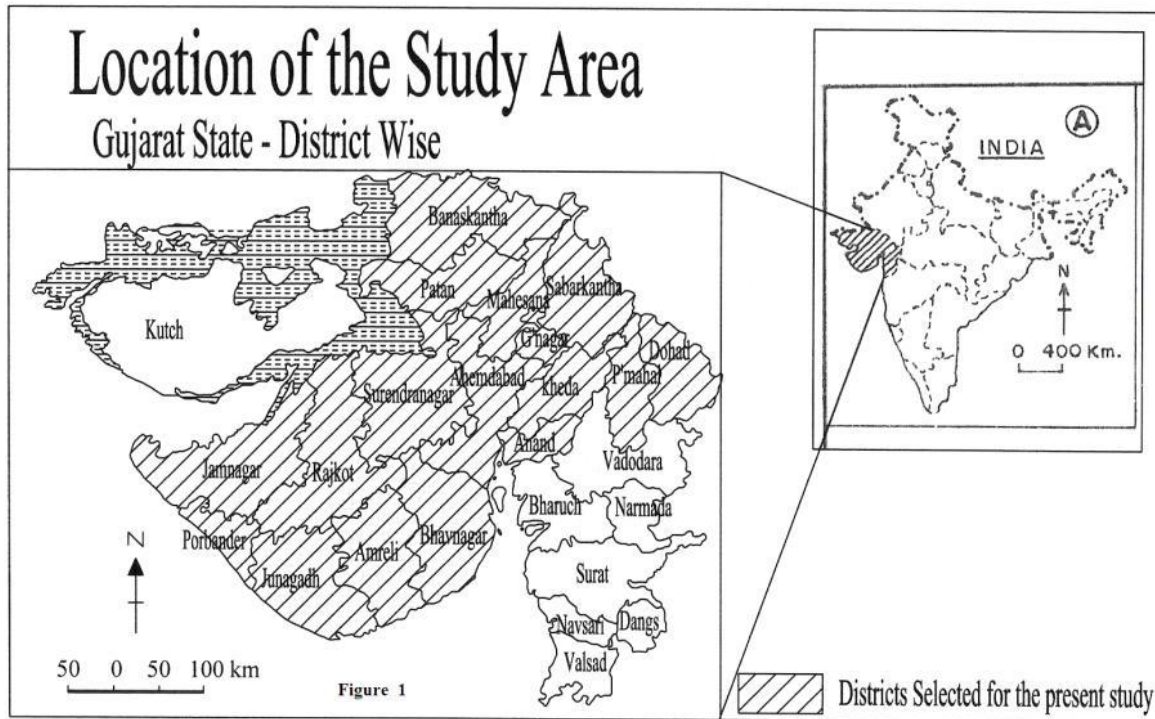 Location of the Study Area
Gujarat State - District Wise
A
INDIA
N
0 400 Km.
Banaskantha
Patan
Mahesana
Sabarkantha
Kutch
G'nagar
Dohad
Surendranagar
Ahemdabad
kheda
P'mahal
Anand
Vadodara
Jamnagar
Rajkot
Bharuch
Narmada
Porbander
Junagadh
Amreli
Bhavnagar
Surat
Navsari
Dangs
Valsad
N
50 0 50 100 km
Figure 1
Districts Selected for the present study